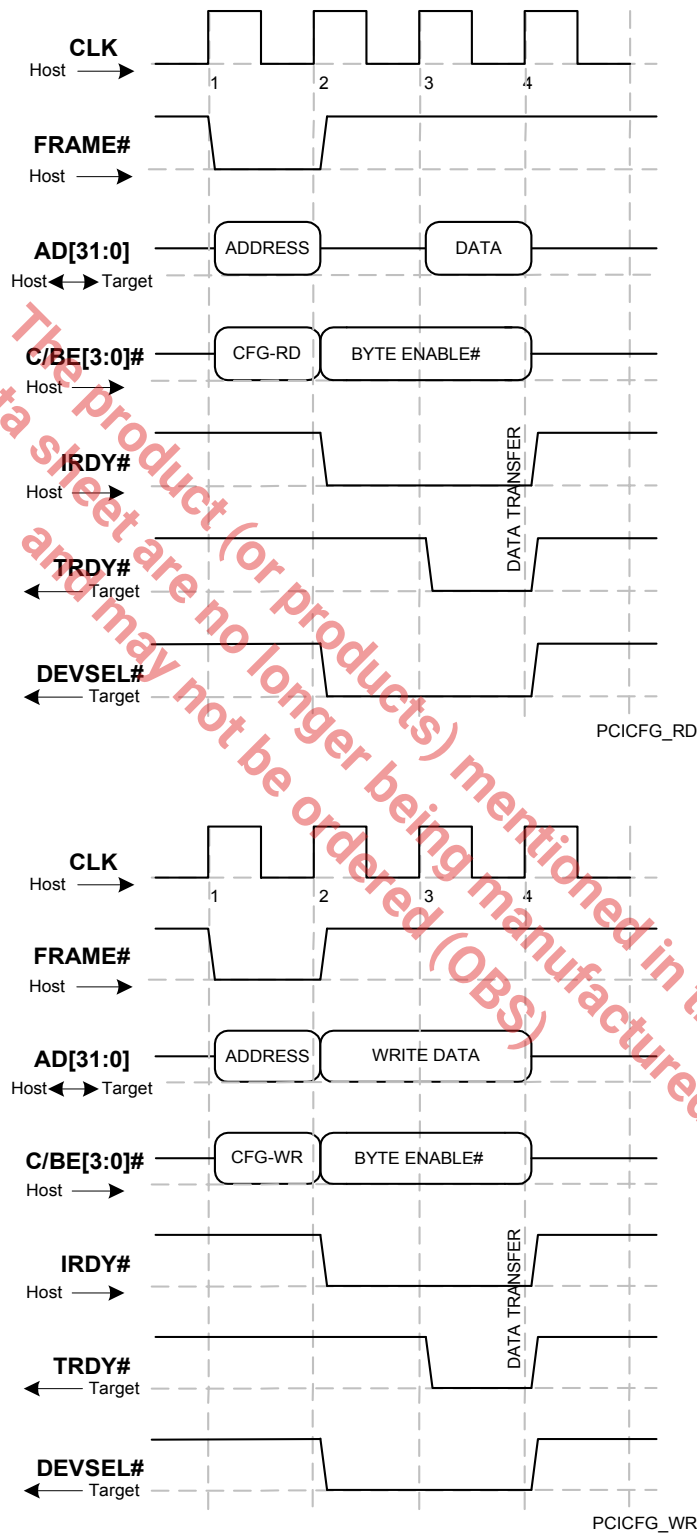 CLK
Host
1 2 3 4
FRAME#
Host
AD[31:0]
ADDRESS DATA
Host Target
C/BE[3:0]#
CFG-RD BYTE ENABLE#
Host
IRDY#
Host
DATA TRANSFER
TRDY#
Target
DEVSEL#
Target
PCICFG_RD
CLK
Host
1 2 3 4
FRAME#
Host
AD[31:0]
ADDRESS WRITE DATA
Host Target
C/BE[3:0]#
CFG-WR BYTE ENABLE#
Host
IRDY#
Host
DATA TRANSFER
TRDY#
Target
DEVSEL#
Target
PCICFG_WR
The product (or products) mentioned in
sheet are no longer being manufactured
and may not be ordered (OBS)